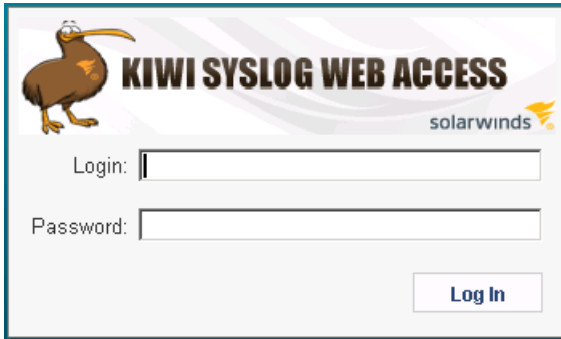 KIWI SYSLOG WEB ACCESS
solarwinds
Login:
Password:
Log In